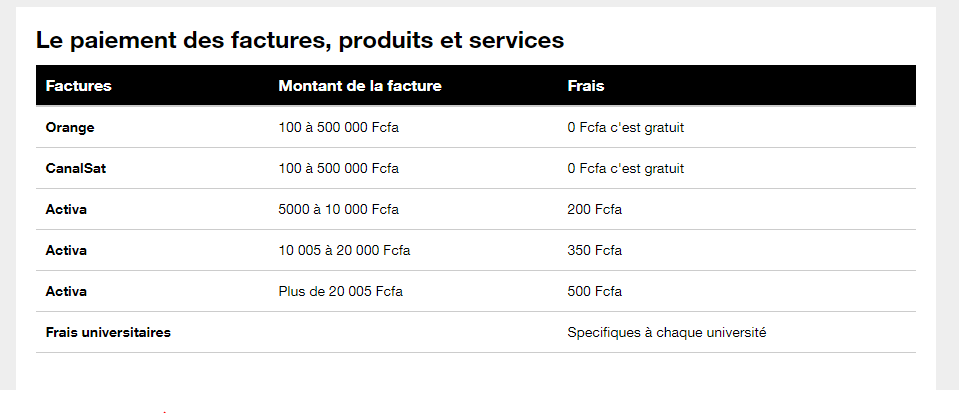 Le paiement des factures, produits et services
Factures Montant de la facture Frais
Orange 100 à 500 000 Fcfa 0 Fcfa c'est gratuit
CanalSat 100 à 500 000 Fcfa 0 Fcfa c'est gratuit
Activa 5000 à 10 000 Fcfa 200 Fcfa
Activa 10 005 à 20 000 Fcfa 350 Fcfa
Activa Plus de 20 005 Fcfa 500 Fcfa
Frais universitaires Specifiques à chaque université